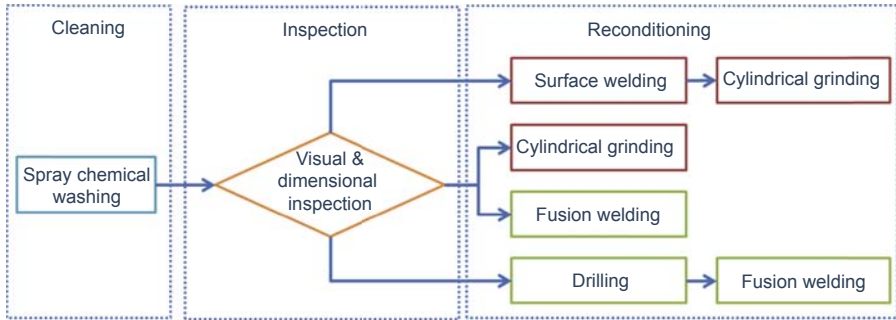 Cleaning
Inspection
Reconditioning
Surface welding
Cylindrical grinding
Cylindrical grinding
Spray chemical
washing
Visual &
dimensional
inspection
Fusion welding
Drilling
Fusion welding